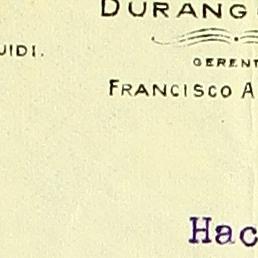 DURANG
UIDI.
GERENT
FRANCISCO A
Hac